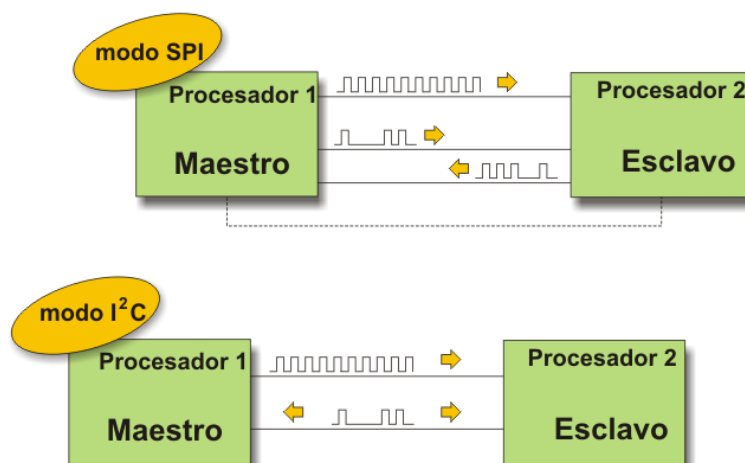 modo SPI
Procesador 1
Procesador 2
Maestro
Esclavo
modo I²C
Procesador 1
Procesador 2
Maestro
Esclavo